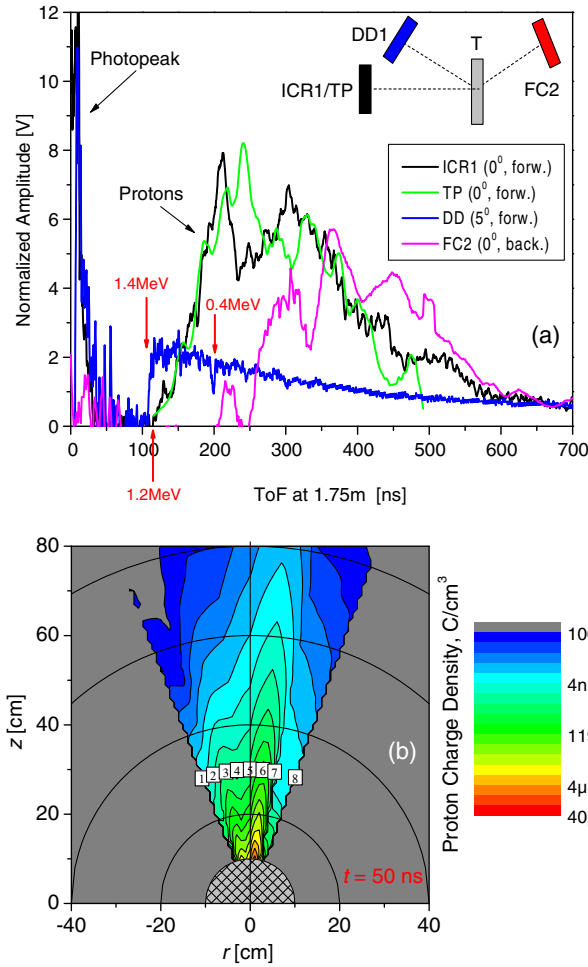 12
10
8
6
4
2
0
Normalized Amplitude [V]
Photopeak
DD1
T
ICR1/TP
FC2
ICR1 (0⁰, forw.)
TP (0⁰, forw.)
DD (5⁰, forw.)
FC2 (0⁰, back.)
Protons
1.4MeV
0.4MeV
(a)
0 100 200 300 400 500 600 700
1.2MeV
ToF at 1.75m [ns]
80
60
40
20
0
z [cm]
(b)
1 2 3 4 5 6 7 8
t = 50 ns
-40 -20 0 20 40
r [cm]
Proton Charge Density, C/cm³
4n
4µ
40